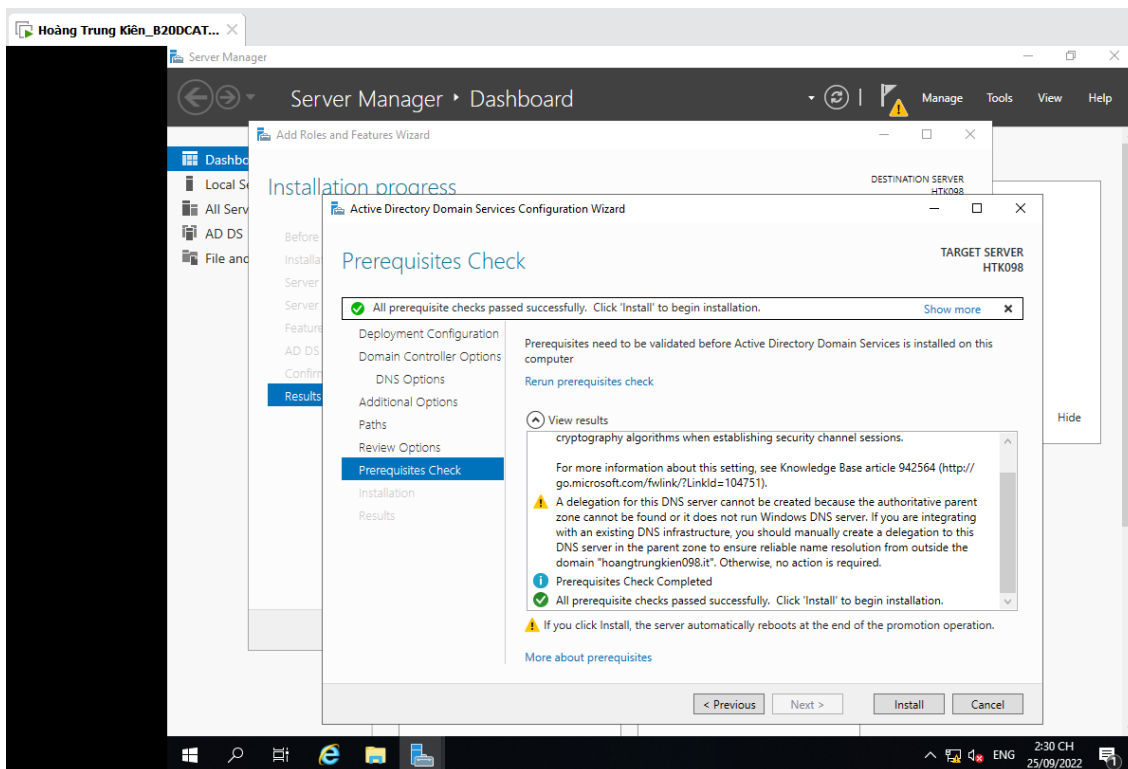 Hoàng Trung Kiên_B20DCAT...
Server Manager
Server Manager • Dashboard
Manage Tools View Help
Add Roles and Features Wizard
Dashbo
Local Se
All Serv
AD DS
File and
Installation progress
DESTINATION SERVER
HTK098
Before
Installa
Server
Server
Feature
AD DS
Confirm
Results
Hide
Active Directory Domain Services Configuration Wizard
Prerequisites Check
TARGET SERVER
HTK098
All prerequisite checks passed successfully. Click 'Install' to begin installation.
Show more
Deployment Configuration
Domain Controller Options
DNS Options
Additional Options
Paths
Review Options
Prerequisites Check
Installation
Results
Prerequisites need to be validated before Active Directory Domain Services is installed on this
computer
Rerun prerequisites check
View results
cryptography algorithms when establishing security channel sessions.
For more information about this setting, see Knowledge Base article 942564 (http://
go.microsoft.com/fwlink/?LinkId=104751).
A delegation for this DNS server cannot be created because the authoritative parent
zone cannot be found or it does not run Windows DNS server. If you are integrating
with an existing DNS infrastructure, you should manually create a delegation to this
DNS server in the parent zone to ensure reliable name resolution from outside the
domain "hoangtrungkien098.it". Otherwise, no action is required.
Prerequisites Check Completed
All prerequisite checks passed successfully. Click 'Install' to begin installation.
If you click Install, the server automatically reboots at the end of the promotion operation.
More about prerequisites
< Previous
Next >
Install
Cancel
ENG
2:30 CH
25/09/2022
1